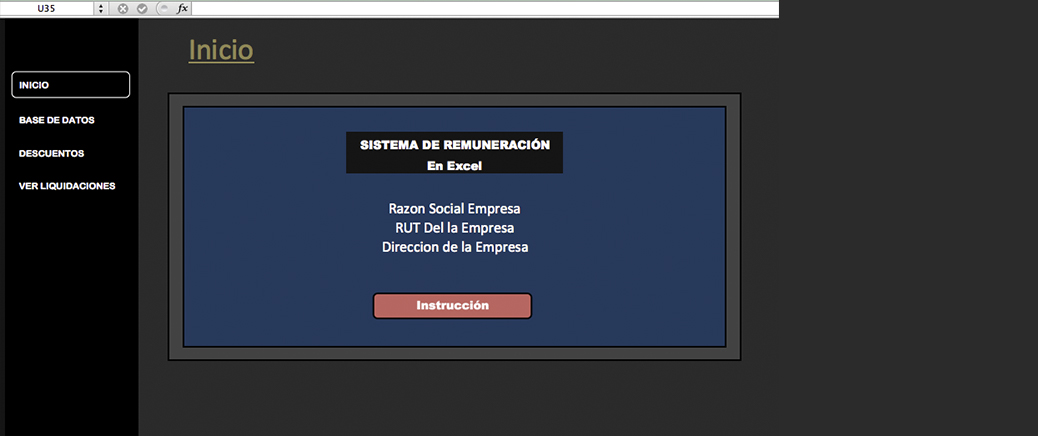 U35
fx
Inicio
INICIO
BASE DE DATOS
DESCUENTOS
VER LIQUIDACIONES
SISTEMA DE REMUNERACIÓN
En Excel
Razon Social Empresa
RUT Del la Empresa
Direccion de la Empresa
Instrucción